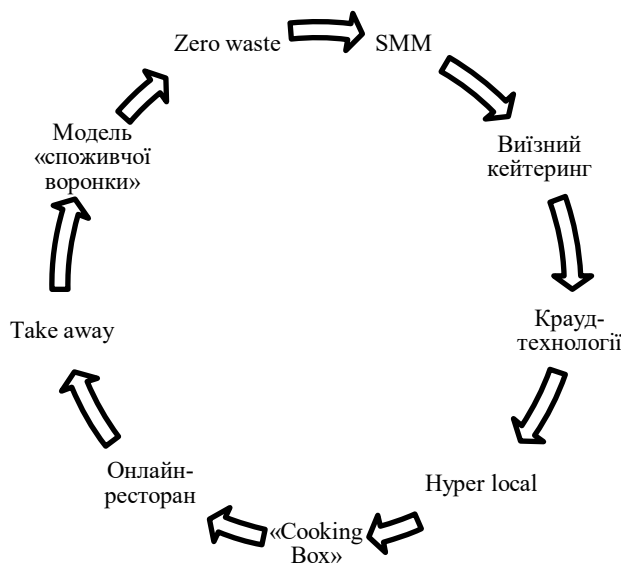 Zero waste
SMM
Виїзний
кейтеринг
Крауд-
технології
Hyper local
«Cooking
Box»
Онлайн-
ресторан
Take away
Модель
«споживчої
воронки»